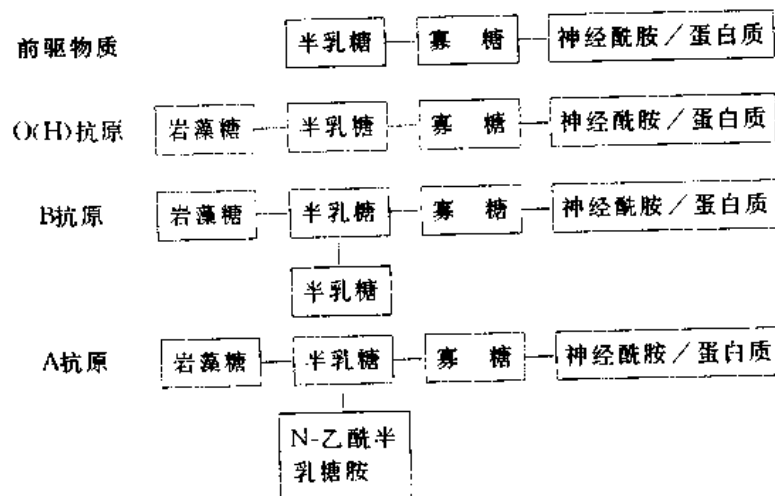 前驱物质 半乳糖 寡 糖 神经酰胺／蛋白质
O(H)抗原 岩藻糖 半乳糖 寡 糖 神经酰胺／蛋白质
B抗原 岩藻糖 半乳糖 寡 糖 神经酰胺／蛋白质
半乳糖
A抗原 岩藻糖 半乳糖 寡 糖 神经酰胺／蛋白质
N-乙酰半
乳糖胺